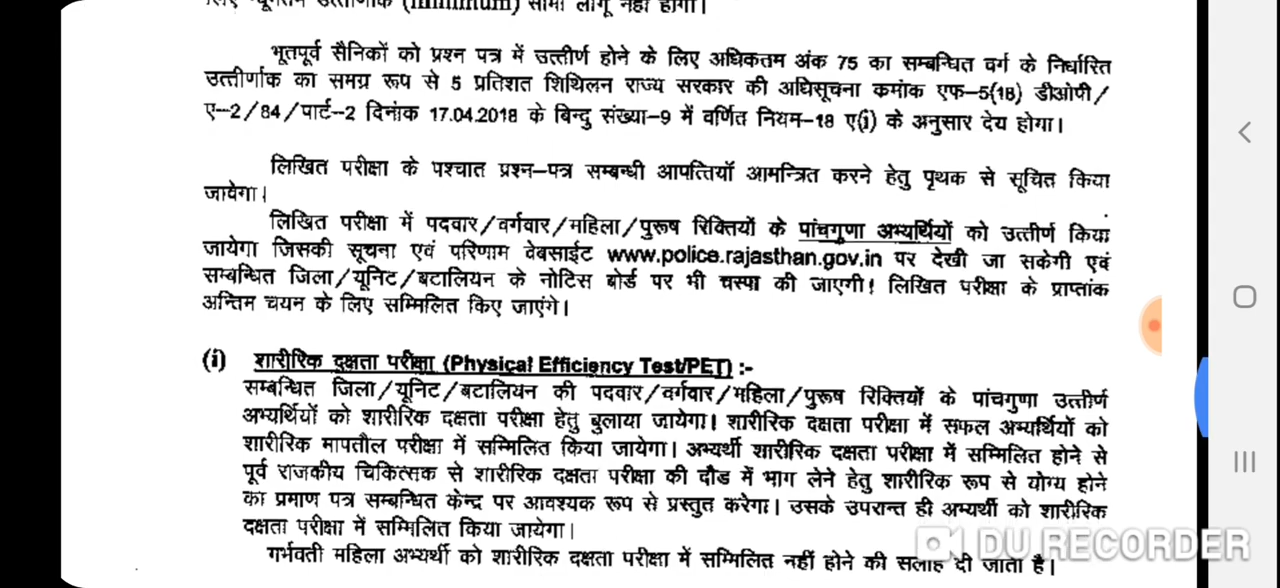 लिए न्यूनतम उत्तीर्णांक (minimum) सीमा लागू नहीं होगी।
भूतपूर्व सैनिकों को प्रश्न पत्र में उत्तीर्ण होने के लिए अधिकतम अंक 75 का सम्बन्धित वर्ग के निर्धारित
उत्तीर्णांक का समग्र रूप से 5 प्रतिशत शिथिलन राज्य सरकार की अधिसूचना कमांक एफ–5(18) डीओपी/
ए–2/84/पार्ट–2 दिनांक 17.04.2018 के बिन्दु संख्या–9 में वर्णित नियम–18 ए(i) के अनुसार देय होगा।
लिखित परीक्षा के पश्चात प्रश्न–पत्र सम्बन्धी आपत्तियॉ आमन्त्रित करने हेतु पृथक से सूचित किया
जायेगा।
लिखित परीक्षा में पदवार/वर्गवार/महिला/पुरूष रिक्तियों के पांचगुणा अभ्यर्थियों को उत्तीर्ण किया
जायेगा जिसकी सूचना एवं परिणाम वेबसाईट www.police.rajasthan.gov.in पर देखी जा सकेगी एवं
सम्बन्धित जिला/यूनिट/बटालियन के नोटिस बोर्ड पर भी चस्पा की जाएगी! लिखित परीक्षा के प्राप्तांक
अन्तिम चयन के लिए सम्मिलित किए जाएंगे।
(i) शारीरिक दक्षता परीक्षा (Physical Efficiency Test/PET) :-
सम्बन्धित जिला/यूनिट/बटालियन की पदवार/वर्गवार/महिला/पुरूष रिक्तियों के पांचगुणा उत्तीर्ण
अभ्यर्थियों को शारीरिक दक्षता परीक्षा हेतु बुलाया जायेगा। शारीरिक दक्षता परीक्षा में सफल अभ्यर्थियों को
शारीरिक मापतौल परीक्षा में सम्मिलित किया जायेगा। अभ्यर्थी शारीरिक दक्षता परीक्षा में सम्मिलित होने से
पूर्व राजकीय चिकित्सक से शारीरिक दक्षता परीक्षा की दौड में भाग लेने हेतु शारीरिक रूप से योग्य होने
का प्रमाण पत्र सम्बन्धित केन्द्र पर आवश्यक रूप से प्रस्तुत करेगा। उसके उपरान्त ही अभ्यर्थी को शारीरिक
दक्षता परीक्षा में सम्मिलित किया जायेगा।
गर्भवती महिला अभ्यर्थी को शारीरिक दक्षता परीक्षा में सम्मिलित नहीं होने की सलाह दी जाता है।
DU RECORDER